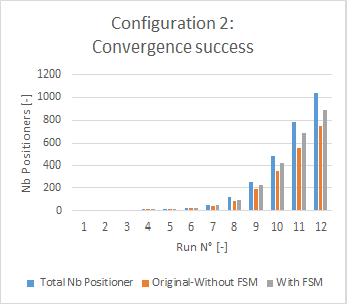 Configuration 2:
Convergence success
Nb Positioners [-]
1200
1000
800
600
400
200
0
1 2 3 4 5 6 7 8 9 10 11 12
Run N° [-]
Total Nb Positioner Original-Without FSM With FSM